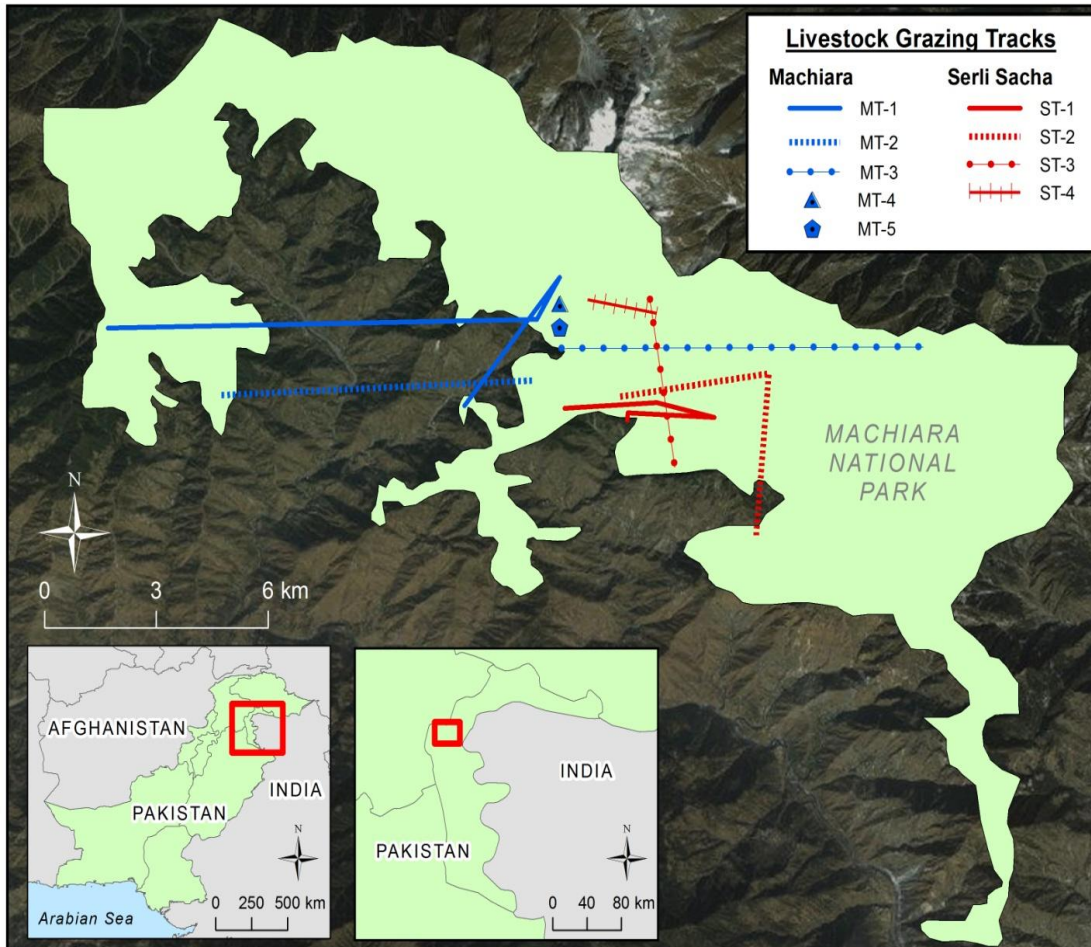 Livestock Grazing Tracks
Machiara
MT-1
MT-2
MT-3
MT-4
MT-5
Serli Sacha
ST-1
ST-2
ST-3
ST-4
MACHIARA
NATIONAL
PARK
N
0 3 6 km
AFGHANISTAN
INDIA
PAKISTAN
Arabian Sea
N
0 250 500 km
INDIA
PAKISTAN
N
0 40 80 km